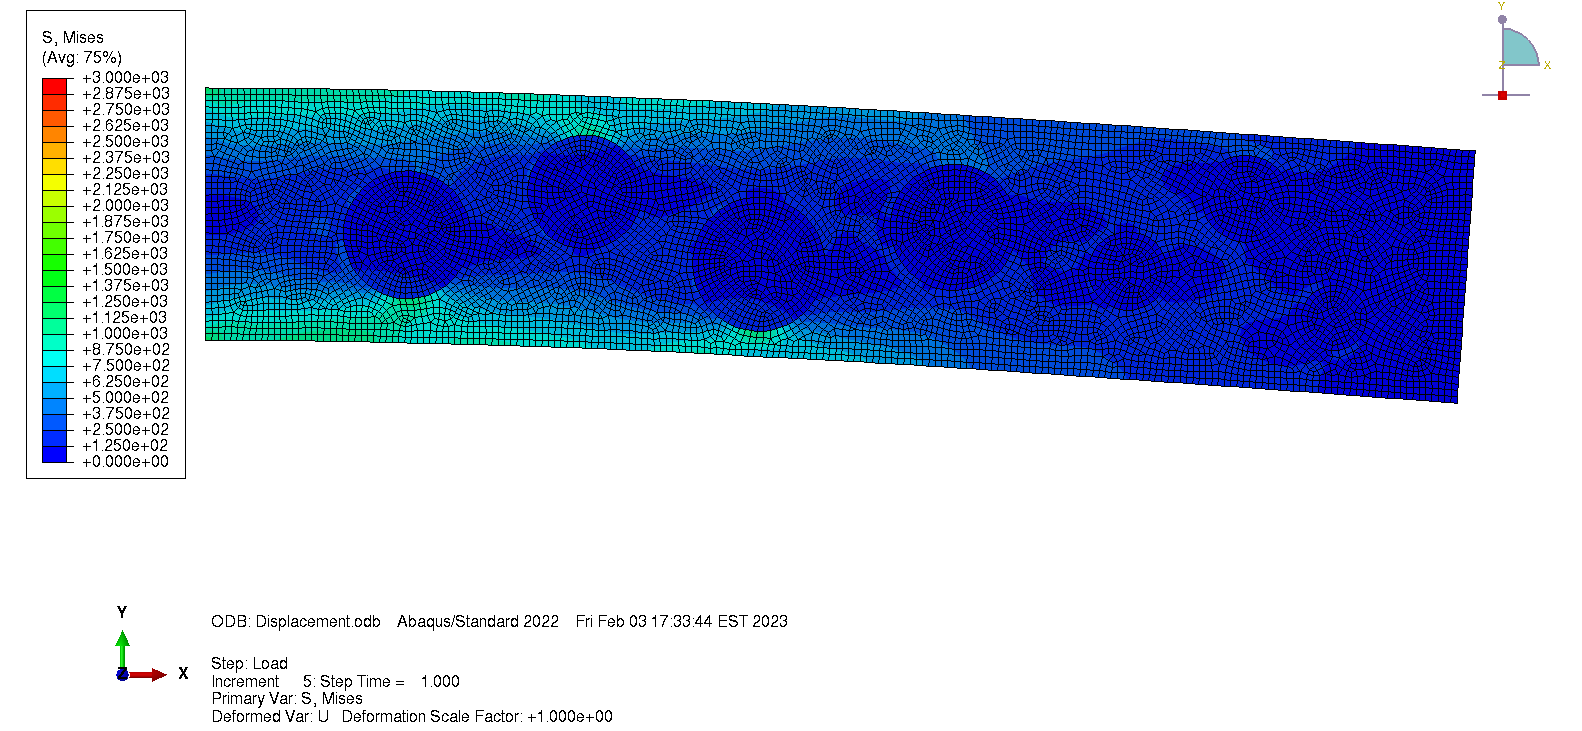 S, Mises
(Avg: 75%)
+3.000e+03
+2.875e+03
+2.750e+03
+2.625e+03
+2.500e+03
+2.375e+03
+2.250e+03
+2.125e+03
+2.000e+03
+1.875e+03
+1.750e+03
+1.625e+03
+1.500e+03
+1.375e+03
+1.250e+03
+1.125e+03
+1.000e+03
+8.750e+02
+7.500e+02
+6.250e+02
+5.000e+02
+3.750e+02
+2.500e+02
+1.250e+02
+0.000e+00
Y
Z
X
Y
Z
X
ODB: Displacement.odb Abaqus/Standard 2022 Fri Feb 03 17:33:44 EST 2023
Step: Load
Increment 5: Step Time = 1.000
Primary Var: S, Mises
Deformed Var: U Deformation Scale Factor: +1.000e+00